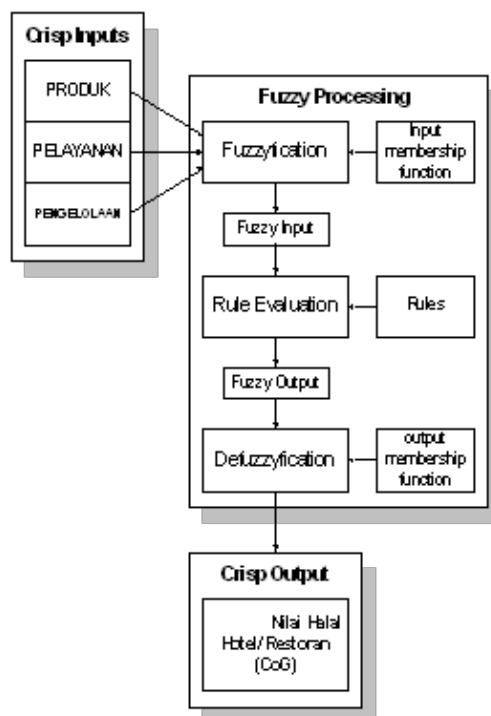 Crisp Inputs
PRODUK
PELAYANAN
PENGELOLAAN
Fuzzy Processing
Fuzzyfication
Input
membership
function
Fuzzy Input
Rule Evaluation
Rules
Fuzzy Output
Defuzzyfication
output
membership
function
Crisp Output
Nilai Halal
Hotel/Restoran
(CoG)